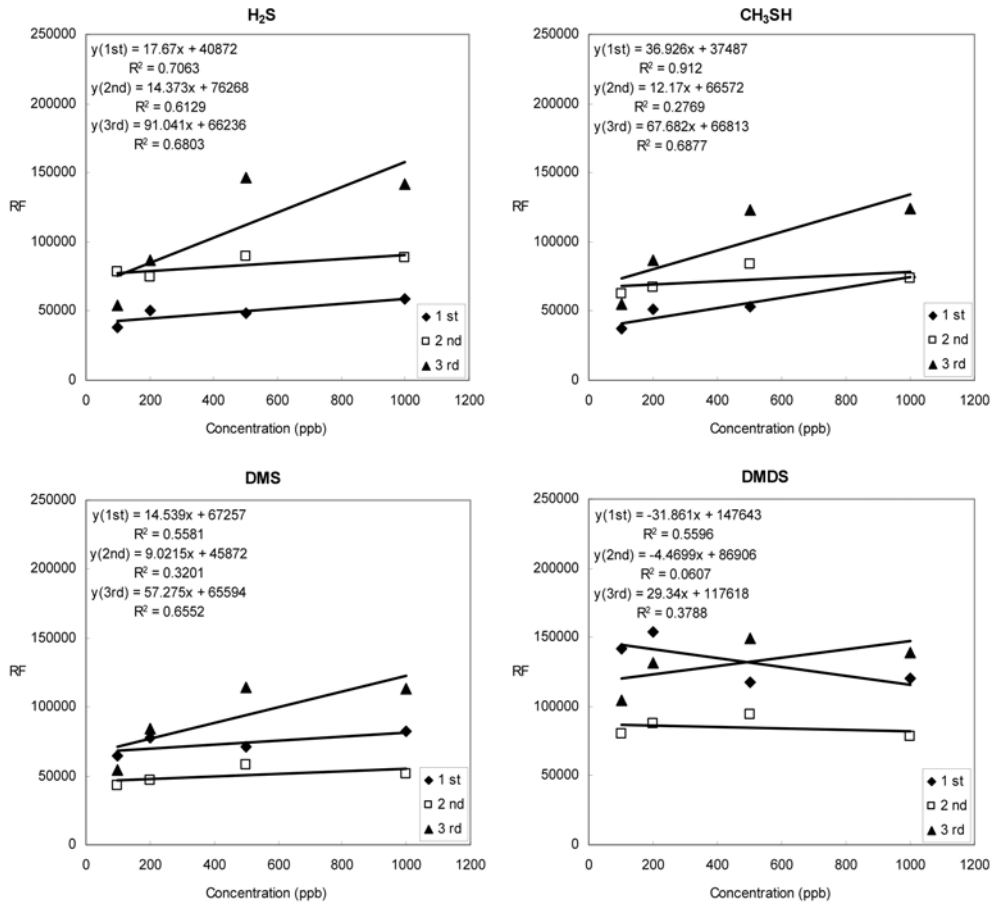 H₂S
250000
200000
150000
100000
50000
0
RF
y(1st) = 17.67x + 40872
R² = 0.7063
y(2nd) = 14.373x + 76268
R² = 0.6129
y(3rd) = 91.041x + 66236
R² = 0.6803
1 st
2 nd
3 rd
0 200 400 600 800 1000 1200
Concentration (ppb)
CH₃SH
250000
200000
150000
100000
50000
0
RF
y(1st) = 36.926x + 37487
R² = 0.912
y(2nd) = 12.17x + 66572
R² = 0.2769
y(3rd) = 67.682x + 66813
R² = 0.6877
1 st
2 nd
3 rd
0 200 400 600 800 1000 1200
Concentration (ppb)
DMS
250000
200000
150000
100000
50000
0
RF
y(1st) = 14.539x + 67257
R² = 0.5581
y(2nd) = 9.0215x + 45872
R² = 0.3201
y(3rd) = 57.275x + 65594
R² = 0.6552
1 st
2 nd
3 rd
0 200 400 600 800 1000 1200
Concentration (ppb)
DMDS
250000
200000
150000
100000
50000
0
RF
y(1st) = -31.861x + 147643
R² = 0.5596
y(2nd) = -4.4699x + 86906
R² = 0.0607
y(3rd) = 29.34x + 117618
R² = 0.3788
1 st
2 nd
3 rd
0 200 400 600 800 1000 1200
Concentration (ppb)